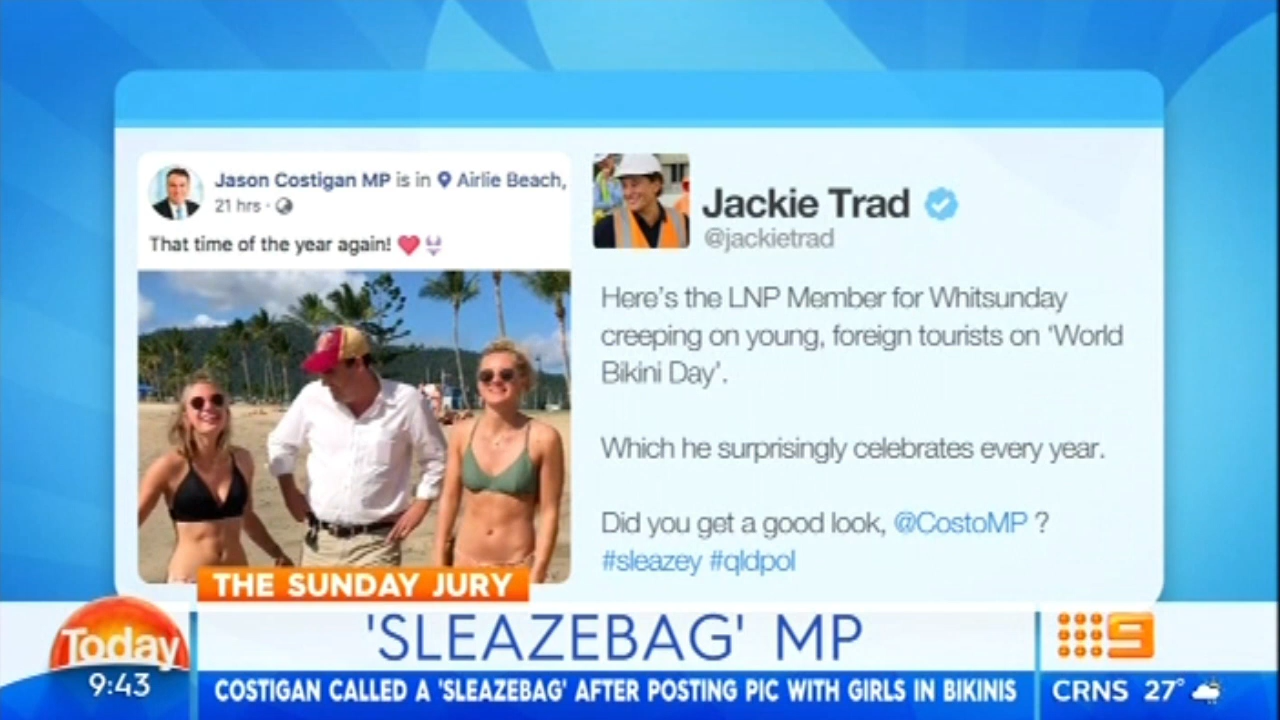 Jason Costigan MP is in Airlie Beach,
21 hrs ·
That time of the year again!
Jackie Trad
@jackietrad
Here's the LNP Member for Whitsunday
creeping on young, foreign tourists on 'World
Bikini Day'.
Which he surprisingly celebrates every year.
Did you get a good look, @CostoMP ?
#sleazey #qldpol
THE SUNDAY JURY
'SLEAZEBAG' MP
COSTIGAN CALLED A 'SLEAZEBAG' AFTER POSTING PIC WITH GIRLS IN BIKINIS
Today
9:43
9
CRNS 27°